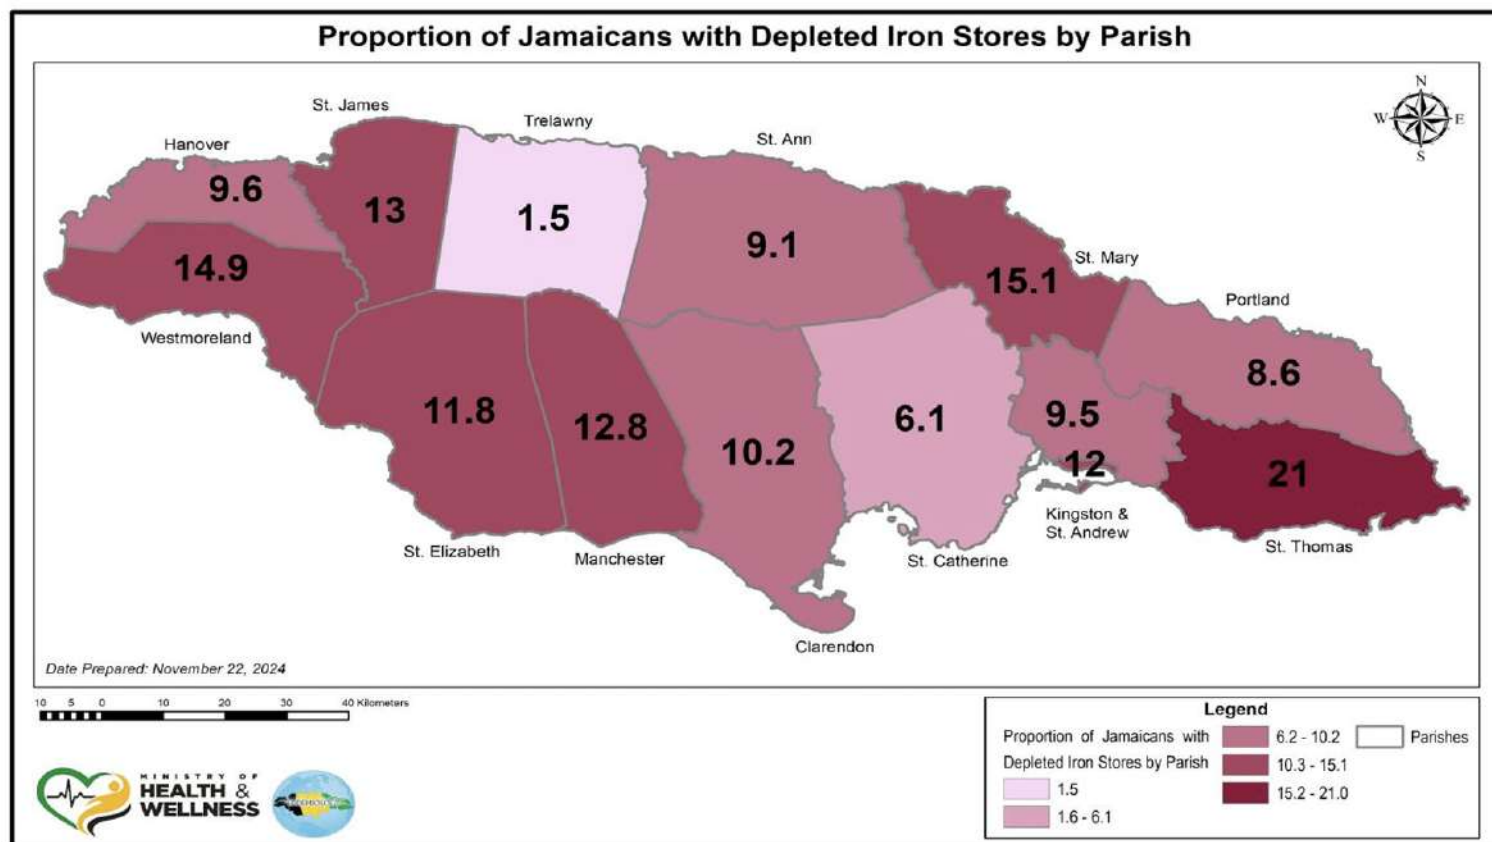 Proportion of Jamaicans with Depleted Iron Stores by Parish
N
W E
S
St. James
Trelawny
Hanover
St. Ann
9.6
13
1.5
9.1
14.9
St. Mary
15.1
Portland
Westmoreland
8.6
11.8
12.8
10.2
6.1
9.5
12
21
Kingston &
St. Andrew
St. Elizabeth
Manchester
St. Catherine
St. Thomas
Clarendon
Date Prepared: November 22, 2024
10 5 0 10 20 30 40 Kilometers
Legend
Proportion of Jamaicans with
Depleted Iron Stores by Parish
1.5
1.6 - 6.1
6.2 - 10.2
10.3 - 15.1
15.2 - 21.0
Parishes
MINISTRY OF
HEALTH &
WELLNESS